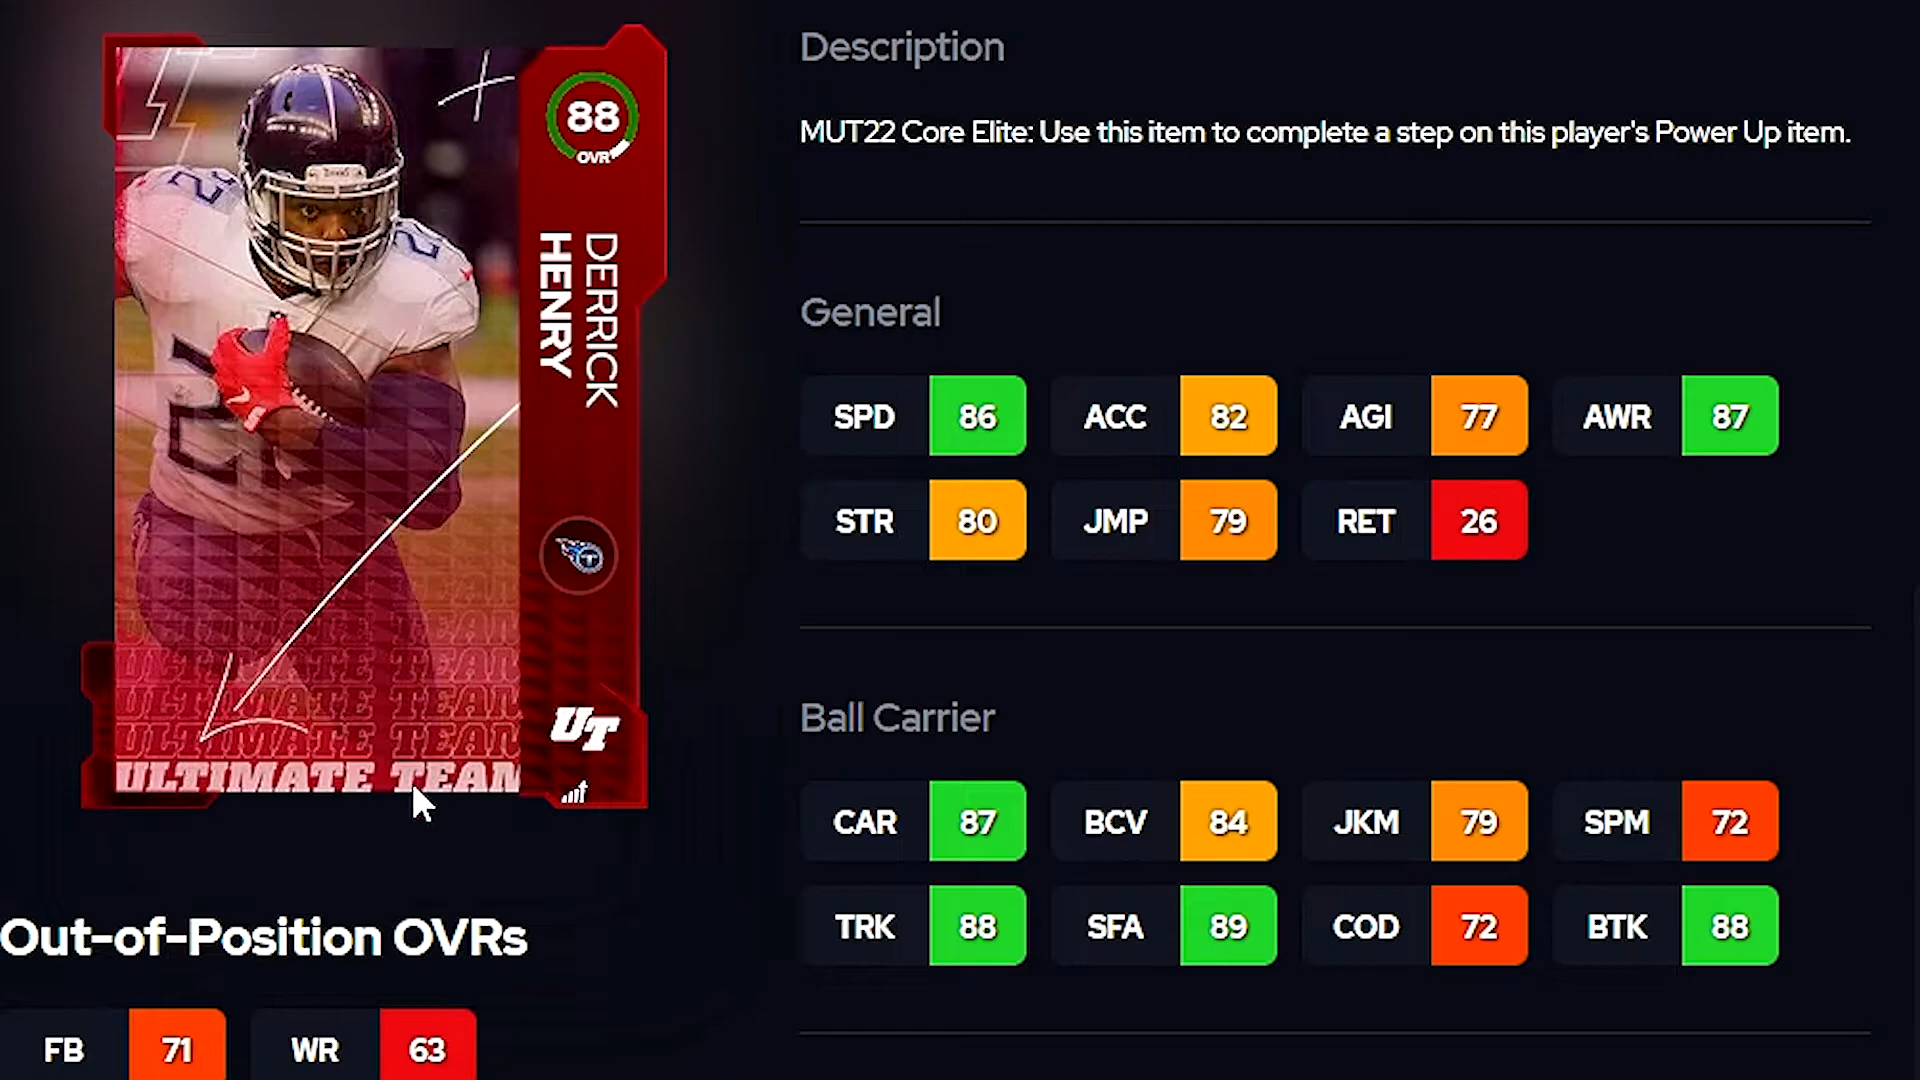 88
OVR
DERRICK
HENRY
UT
ULTIMATE TEAM
ULTIMATE TEAM
ULTIMATE TEAM
ULTIMATE TEAM
Out-of-Position OVRs
FB 71 WR 63
Description
MUT22 Core Elite: Use this item to complete a step on this player's Power Up item.
General
SPD 86 ACC 82 AGI 77 AWR 87
STR 80 JMP 79 RET 26
Ball Carrier
CAR 87 BCV 84 JKM 79 SPM 72
TRK 88 SFA 89 COD 72 BTK 88